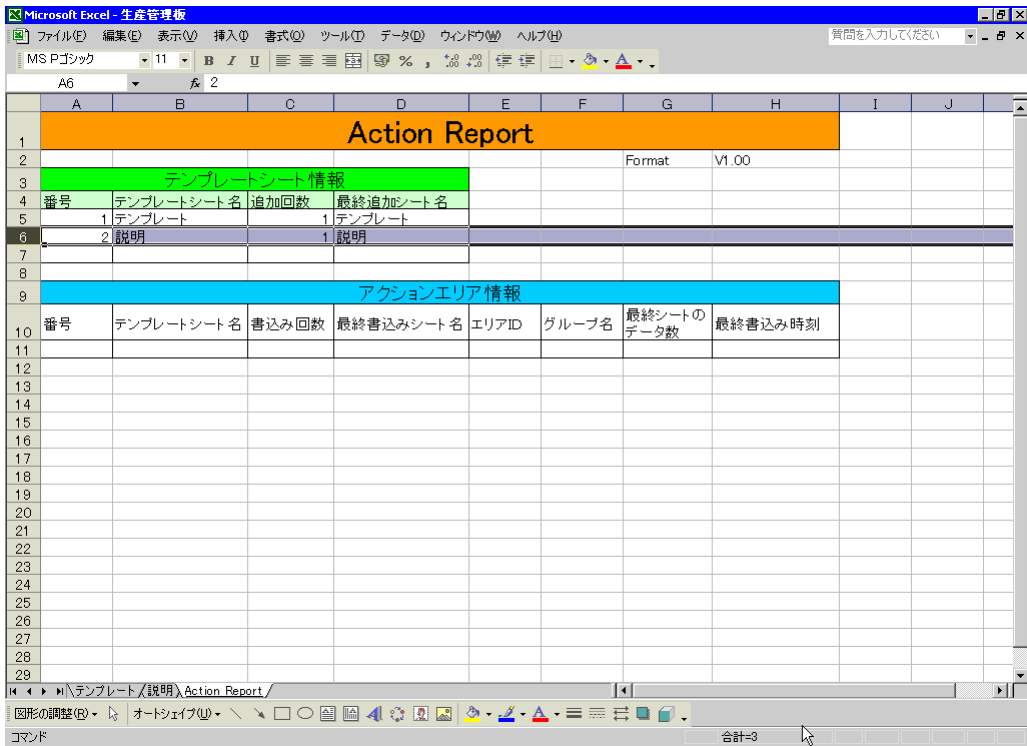 Microsoft Excel - 生産管理板
ファイル(F) 編集(E) 表示(V) 挿入(I) 書式(O) ツール(T) データ(D) ウィンドウ(W) ヘルプ(H) 質問を入力してください
MS Pゴシック 11 B I U % ,
A6 fx 2
A B C D E F G H I J
1 Action Report
2 Format V1.00
3 テンプレートシート情報
4 番号 テンプレートシート名 追加回数 最終追加シート名
5 1 テンプレート 1 テンプレート
6 2 説明 1 説明
7
8
9 アクションエリア情報
10 番号 テンプレートシート名 書込み回数 最終書込みシート名 エリアID グループ名 最終シートの
データ数 最終書込み時刻
11
12
13
14
15
16
17
18
19
20
21
22
23
24
25
26
27
28
29
テンプレート 説明 Action Report
図形の調整(R) オートシェイプ(U)
コマンド 合計=3